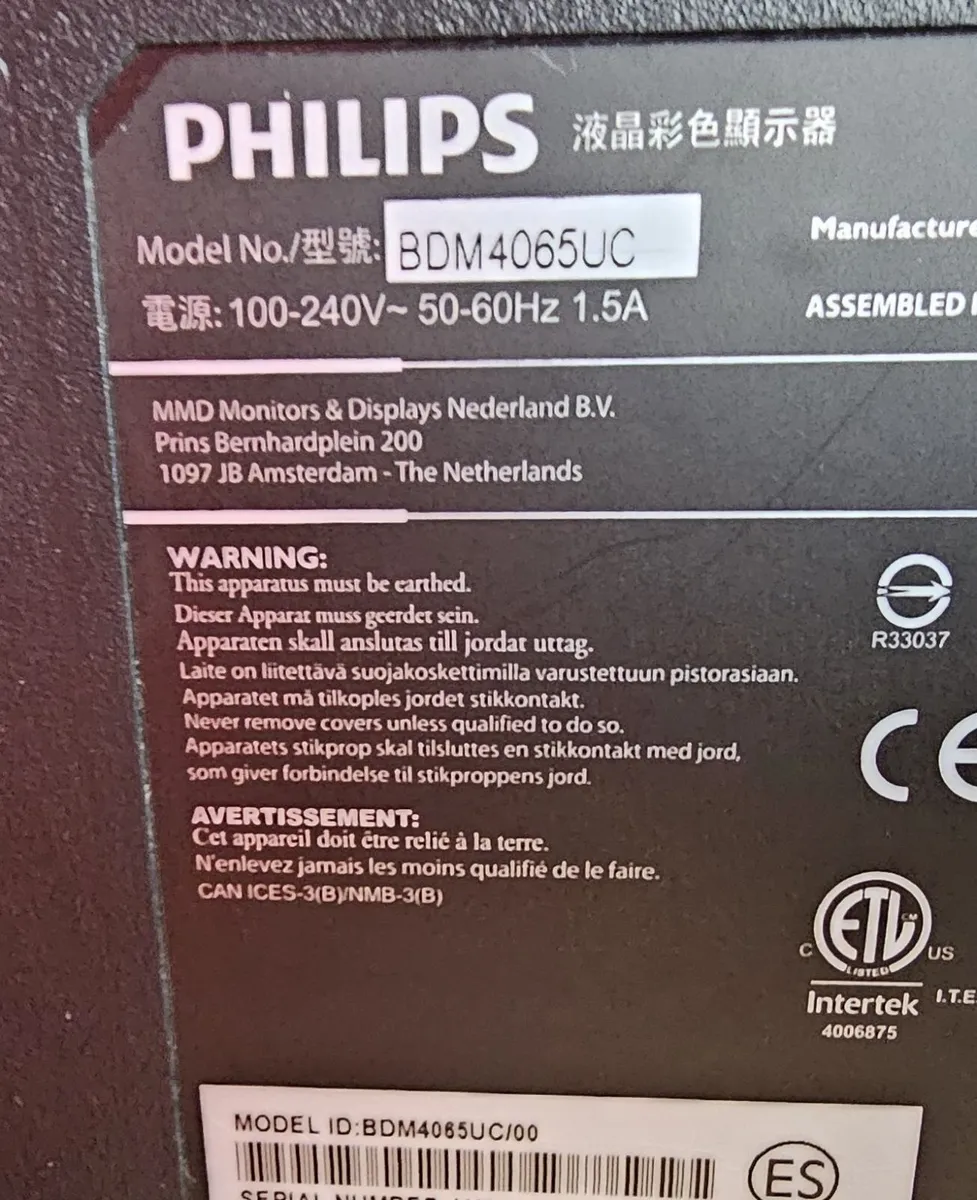 PHILIPS 液晶彩色顯示器
Model No./型號: BDM4065UC
電源: 100-240V~ 50-60Hz 1.5A
Manufacture
ASSEMBLED
MMD Monitors & Displays Nederland B.V.
Prins Bernhardplein 200
1097 JB Amsterdam - The Netherlands
WARNING:
This apparatus must be earthed.
Dieser Apparat muss geerdet sein.
Apparaten skall anslutas till jordat uttag.
Laite on liitettävä suojakoskettimilla varustettuun pistorasiaan.
Apparatet må tilkoples jordet stikkontakt.
Never remove covers unless qualified to do so.
Apparatets stikprop skal tilsluttes en stikkontakt med jord,
som giver forbindelse til stikproppens jord.
R33037
CE
AVERTISSEMENT:
Cet appareil doit être relié à la terre.
N'enlevez jamais les moins qualifié de le faire.
CAN ICES-3(B)/NMB-3(B)
C ETL CM US
LISTED
Intertek I.T.E
4006875
MODEL ID:BDM4065UC/00
ES
SERIAL NUMBER